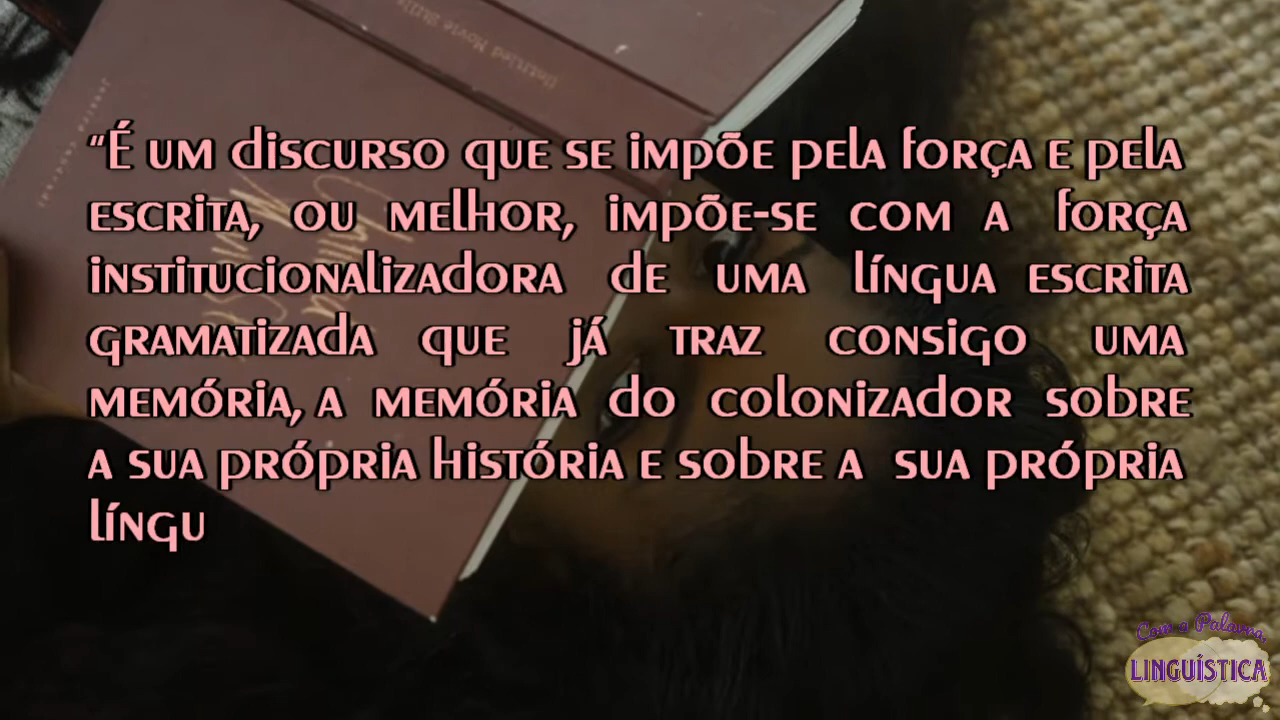 “É um discurso que se impõe pela força e pela
escrita, ou melhor, impõe-se com a força
institucionalizadora de uma língua escrita
gramatizada que já traz consigo uma
memória, a memória do colonizador sobre
a sua própria história e sobre a sua própria
língu
Com a Palavra,
LINGUÍSTICA